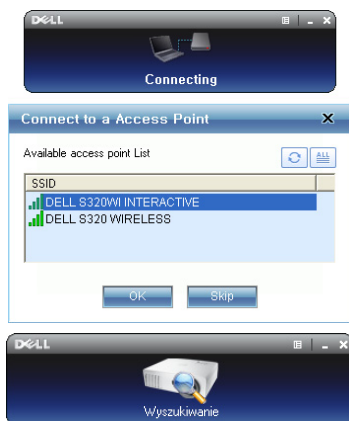 DELL
Connecting
Connect to a Access Point
Available access point List
ALL
SSID
DELL S320WI INTERACTIVE
DELL S320 WIRELESS
OK Skip
DELL
Wyszukiwanie